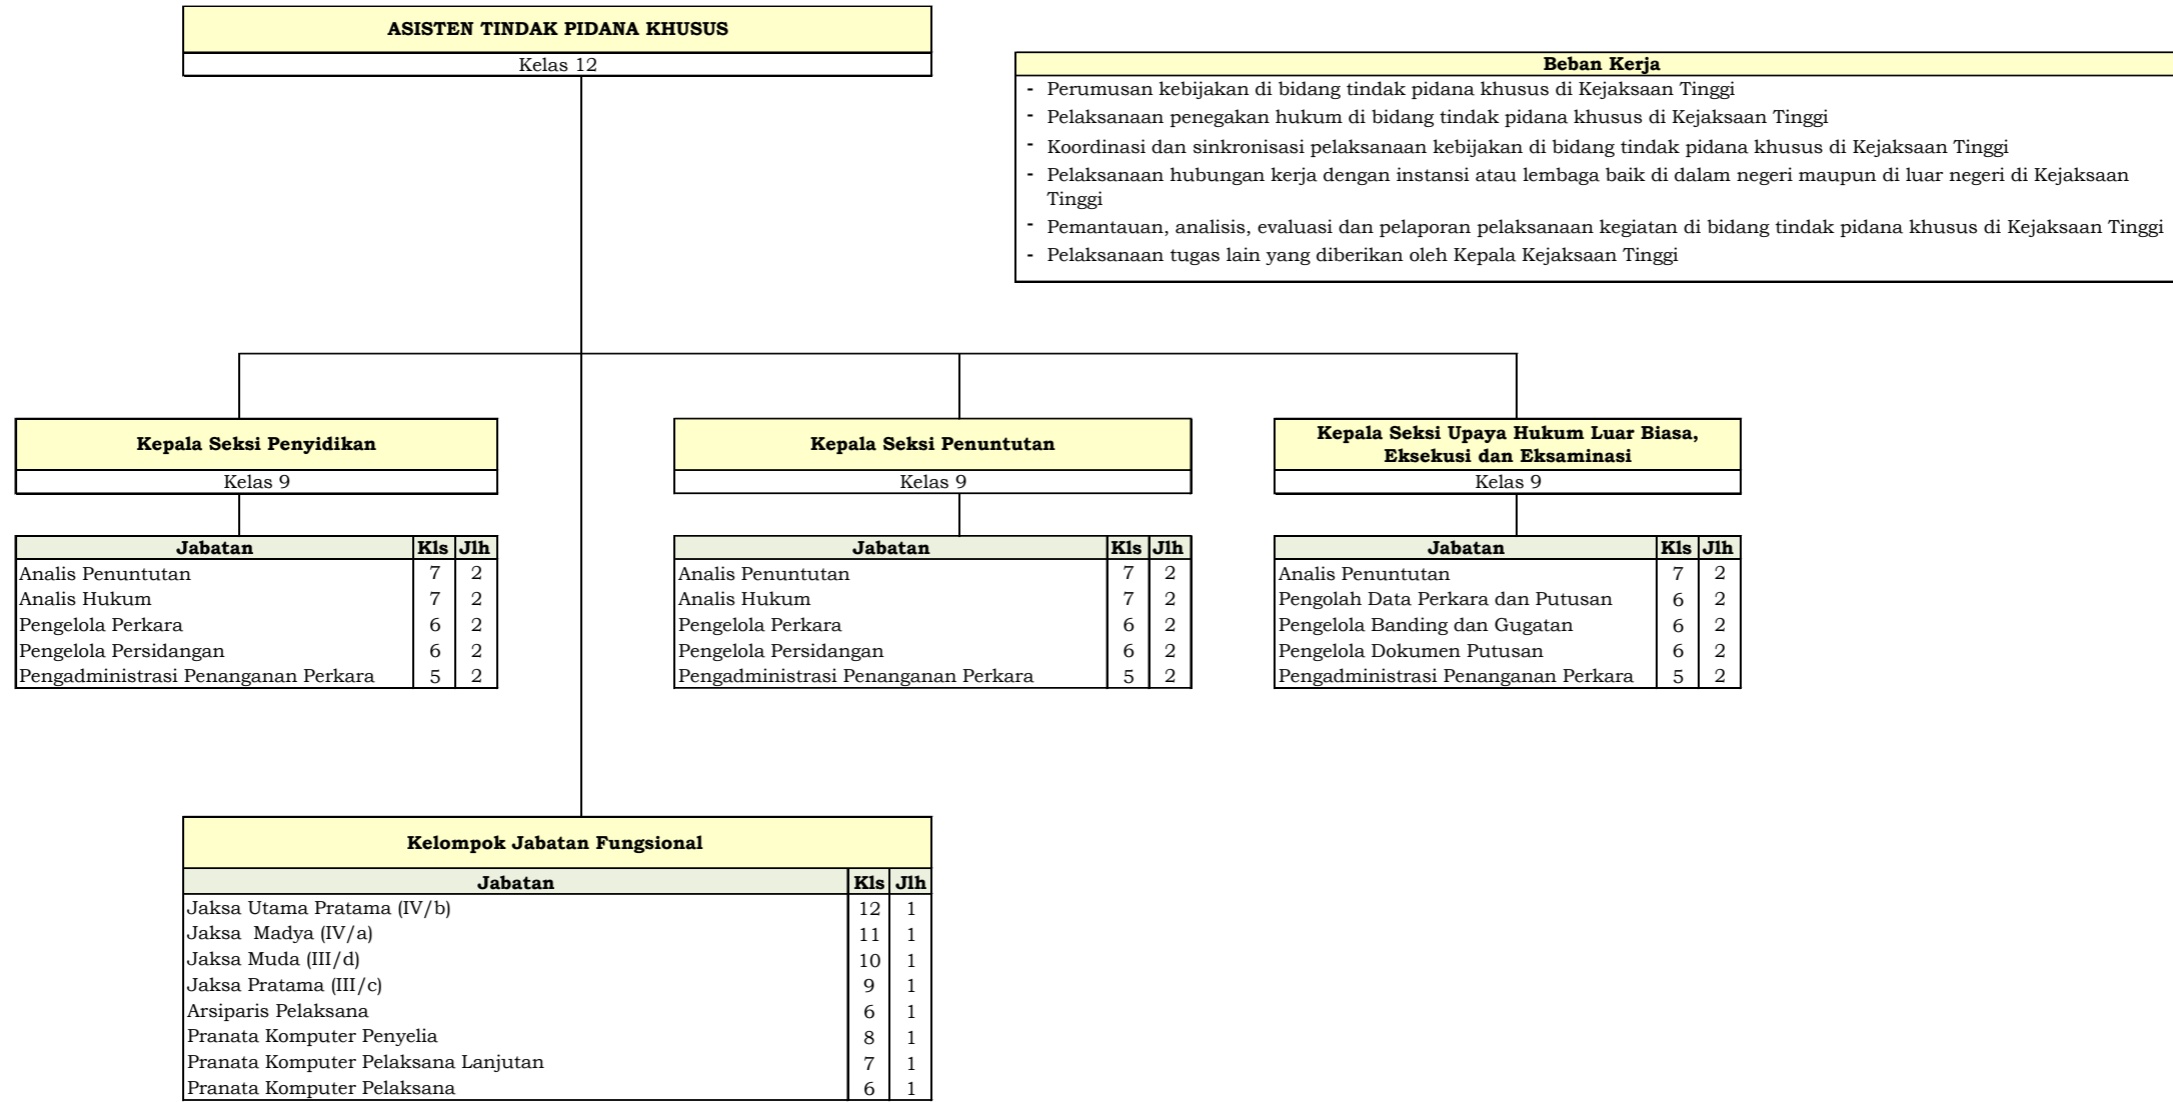 ASISTEN TINDAK PIDANA KHUSUS
Kelas 12
Beban Kerja
- Perumusan kebijakan di bidang tindak pidana khusus di Kejaksaan Tinggi
- Pelaksanaan penegakan hukum di bidang tindak pidana khusus di Kejaksaan Tinggi
- Koordinasi dan sinkronisasi pelaksanaan kebijakan di bidang tindak pidana khusus di Kejaksaan Tinggi
- Pelaksanaan hubungan kerja dengan instansi atau lembaga baik di dalam negeri maupun di luar negeri di Kejaksaan
Tinggi
- Pemantauan, analisis, evaluasi dan pelaporan pelaksanaan kegiatan di bidang tindak pidana khusus di Kejaksaan Tinggi
- Pelaksanaan tugas lain yang diberikan oleh Kepala Kejaksaan Tinggi
Kepala Seksi Penyidikan
Kelas 9
Jabatan Kls Jlh
Analis Penuntutan 7 2
Analis Hukum 7 2
Pengelola Perkara 6 2
Pengelola Persidangan 6 2
Pengadministrasi Penanganan Perkara 5 2
Kepala Seksi Penuntutan
Kelas 9
Jabatan Kls Jlh
Analis Penuntutan 7 2
Analis Hukum 7 2
Pengelola Perkara 6 2
Pengelola Persidangan 6 2
Pengadministrasi Penanganan Perkara 5 2
Kepala Seksi Upaya Hukum Luar Biasa,
Eksekusi dan Eksaminasi
Kelas 9
Jabatan Kls Jlh
Analis Penuntutan 7 2
Pengolah Data Perkara dan Putusan 6 2
Pengelola Banding dan Gugatan 6 2
Pengelola Dokumen Putusan 6 2
Pengadministrasi Penanganan Perkara 5 2
Kelompok Jabatan Fungsional
Jabatan Kls Jlh
Jaksa Utama Pratama (IV/b) 12 1
Jaksa  Madya (IV/a) 11 1
Jaksa Muda (III/d) 10 1
Jaksa Pratama (III/c) 9 1
Arsiparis Pelaksana 6 1
Pranata Komputer Penyelia 8 1
Pranata Komputer Pelaksana Lanjutan 7 1
Pranata Komputer Pelaksana 6 1